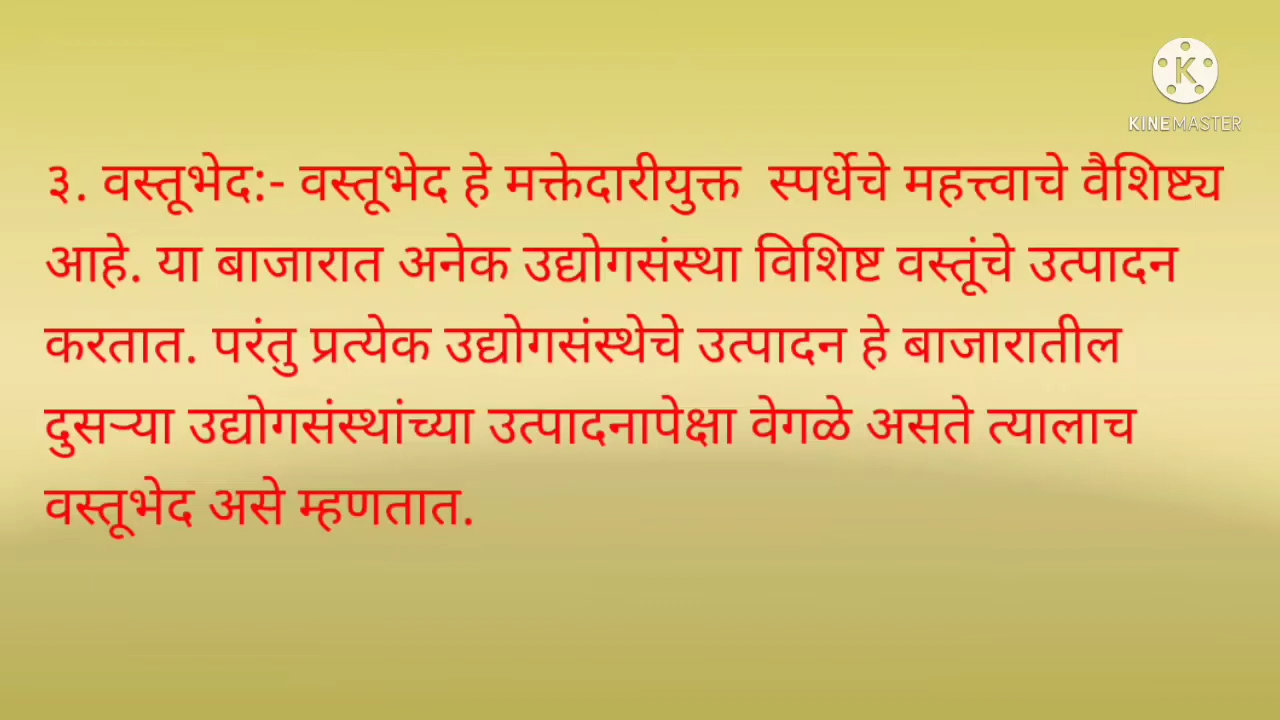 KINEMASTER
३. वस्तूभेद:- वस्तूभेद हे मक्तेदारीयुक्त स्पर्धेचे महत्त्वाचे वैशिष्ट्य
आहे. या बाजारात अनेक उद्योगसंस्था विशिष्ट वस्तूंचे उत्पादन
करतात. परंतु प्रत्येक उद्योगसंस्थेचे उत्पादन हे बाजारातील
दुसऱ्या उद्योगसंस्थांच्या उत्पादनापेक्षा वेगळे असते त्यालाच
वस्तूभेद असे म्हणतात.